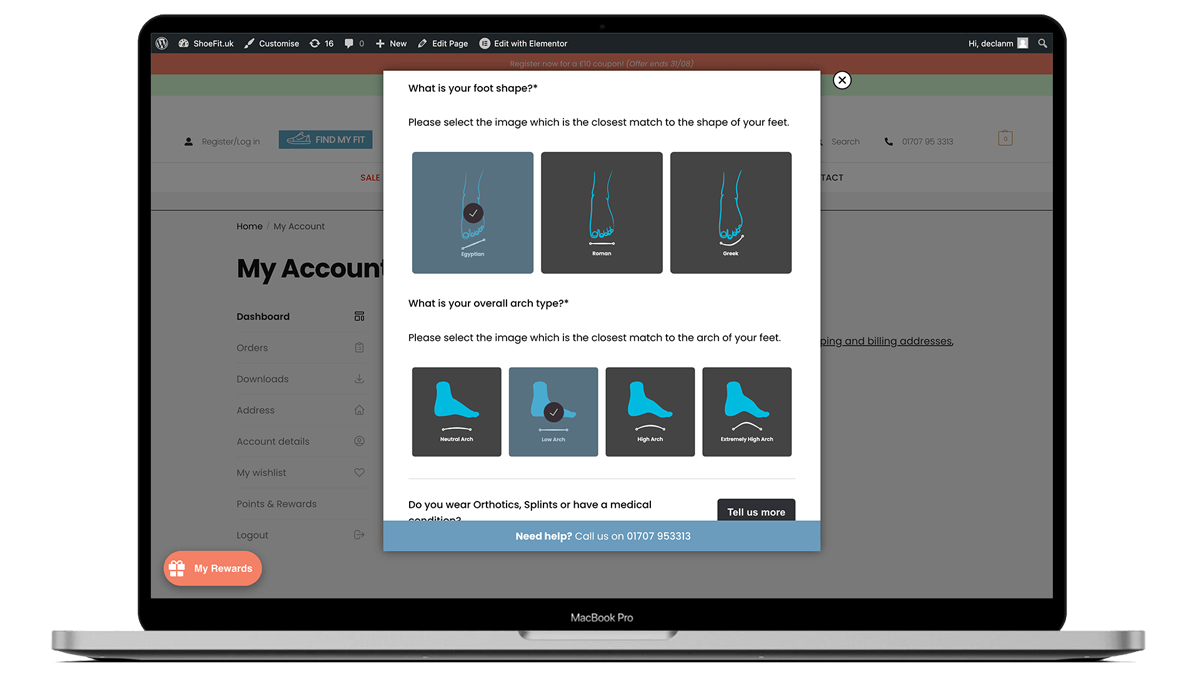 ShoeFit.uk Customise 16 0 New Edit Page Edit with Elementor Hi, declanm
Register now for a £10 coupon! (Offer ends 31/08)
What is your foot shape?*
Please select the image which is the closest match to the shape of your feet.
Register/Log in FIND MY FIT Search 01707 95 3313 0
SALE TACT
Egyptian Roman Greek
Home / My Account
My Account
What is your overall arch type?*
Please select the image which is the closest match to the arch of your feet.
ping and billing addresses,
Dashboard
Orders
Downloads
Address
Account details
My wishlist
Points & Rewards
Logout
Neutral Arch Low Arch High Arch Extremely High Arch
Do you wear Orthotics, Splints or have a medical
condition?
Tell us more
Need help? Call us on 01707 953313
My Rewards
MacBook Pro